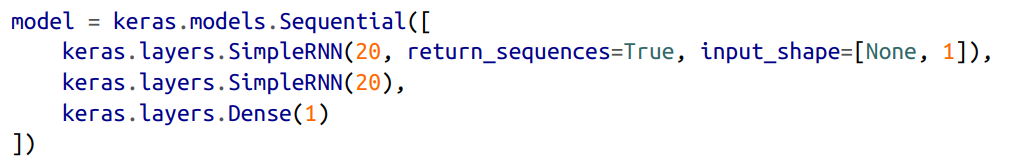 model = keras.models.Sequential([
    keras.layers.SimpleRNN(20, return_sequences=True, input_shape=[None, 1]),
    keras.layers.SimpleRNN(20),
    keras.layers.Dense(1)
])